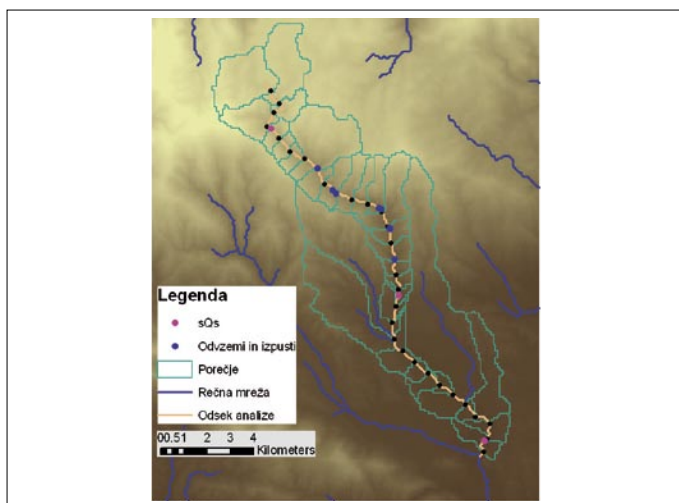 Legenda
sQs
Odvzemi in izpusti
Porečje
Rečna mreža
Odsek analize
00.51 2 3 4
Kilometers